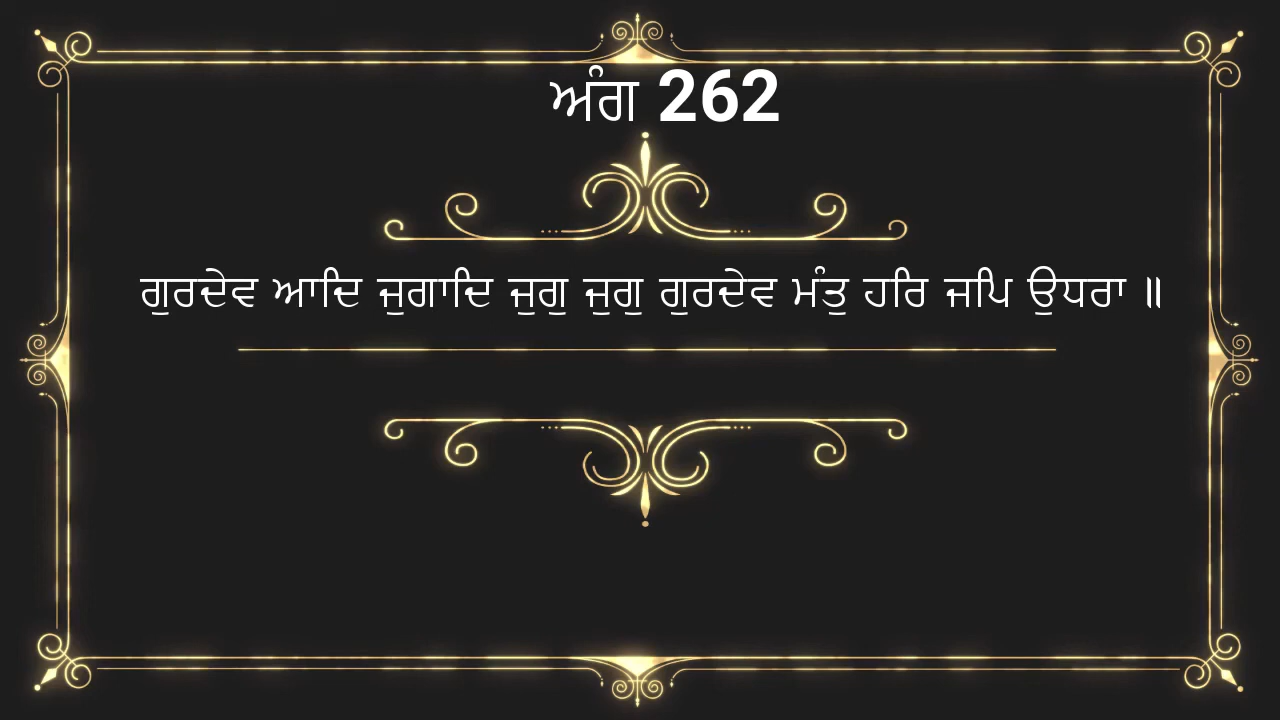 ਅੰਗ 262
ਗੁਰਦੇਵ ਆਦਿ ਜੁਗਾਦਿ ਜੁਗੁ ਜੁਗੁ ਗੁਰਦੇਵ ਮੰਤੁ ਹਰਿ ਜਪਿ ਉਧਰਾ ॥